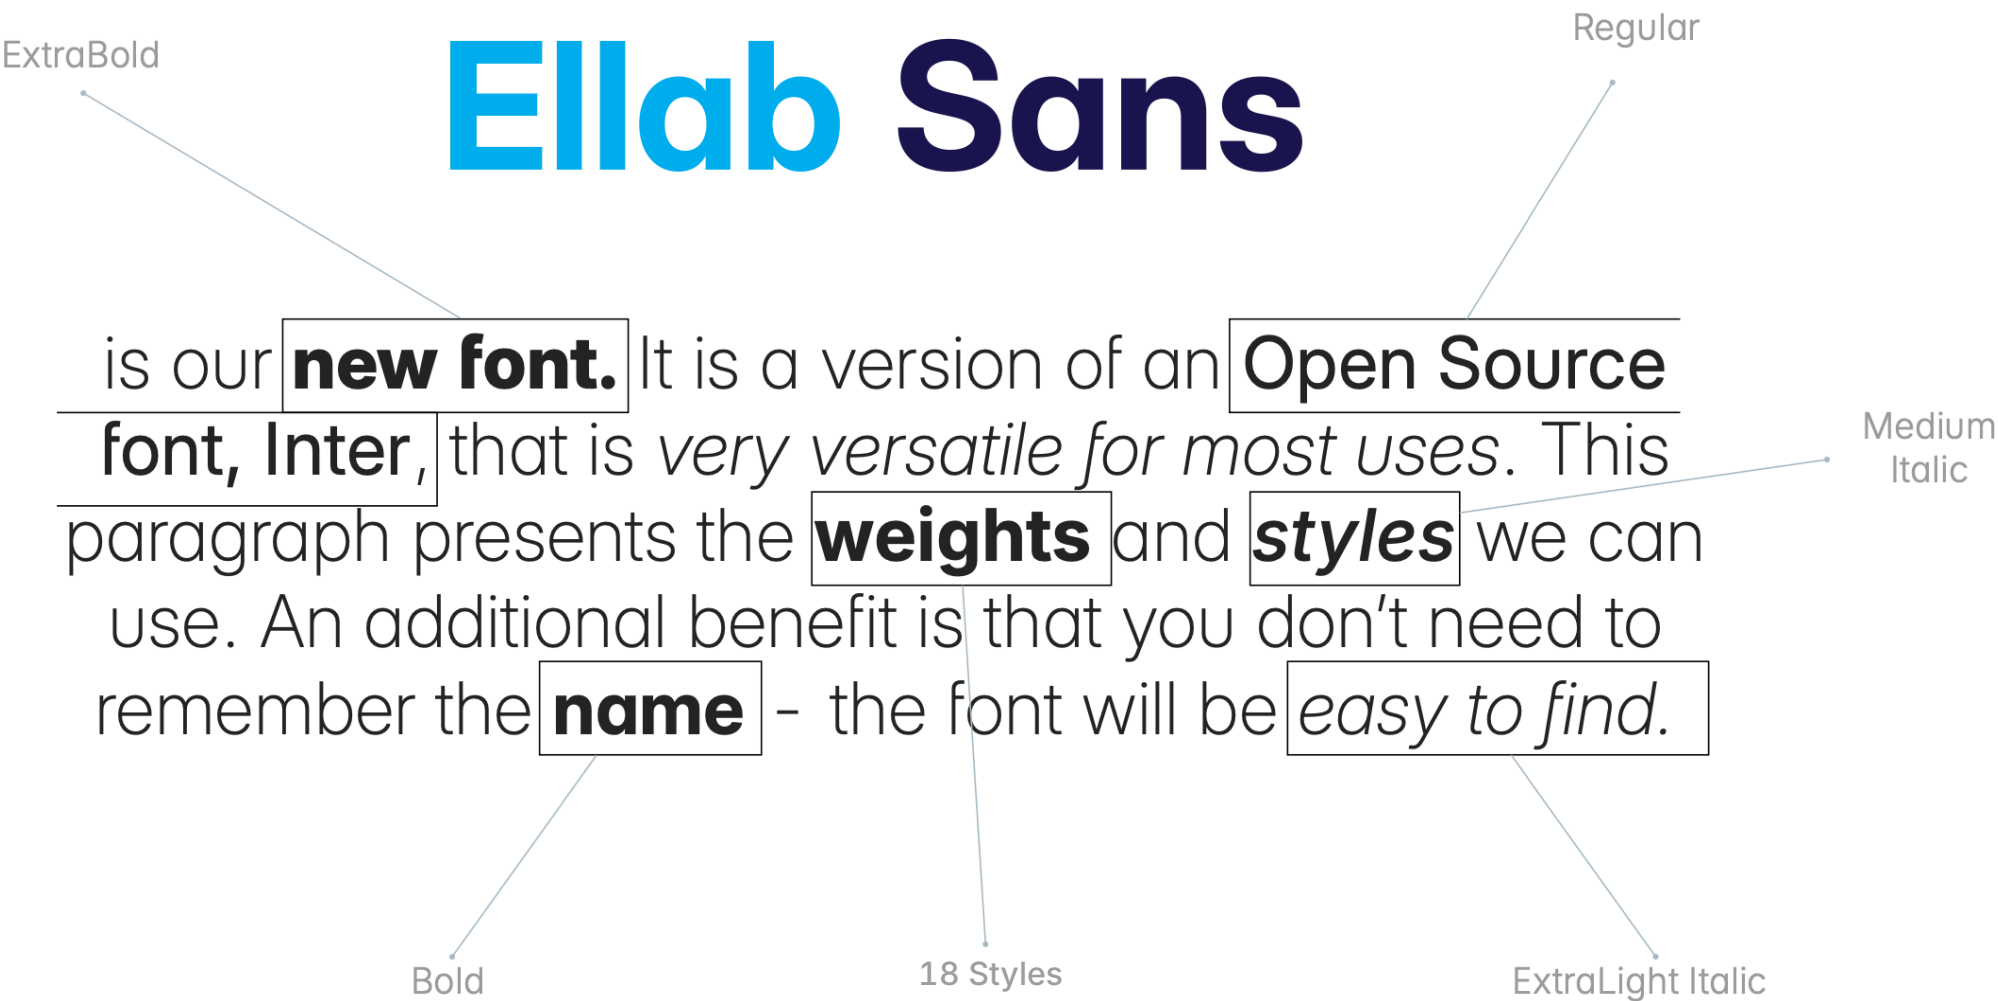 ExtraBold
Regular
Ellab Sans
is our new font. It is a version of an Open Source
font, Inter, that is very versatile for most uses. This
Medium
Italic
paragraph presents the weights and styles we can
use. An additional benefit is that you don’t need to
remember the name - the font will be easy to find.
Bold
18 Styles
ExtraLight Italic